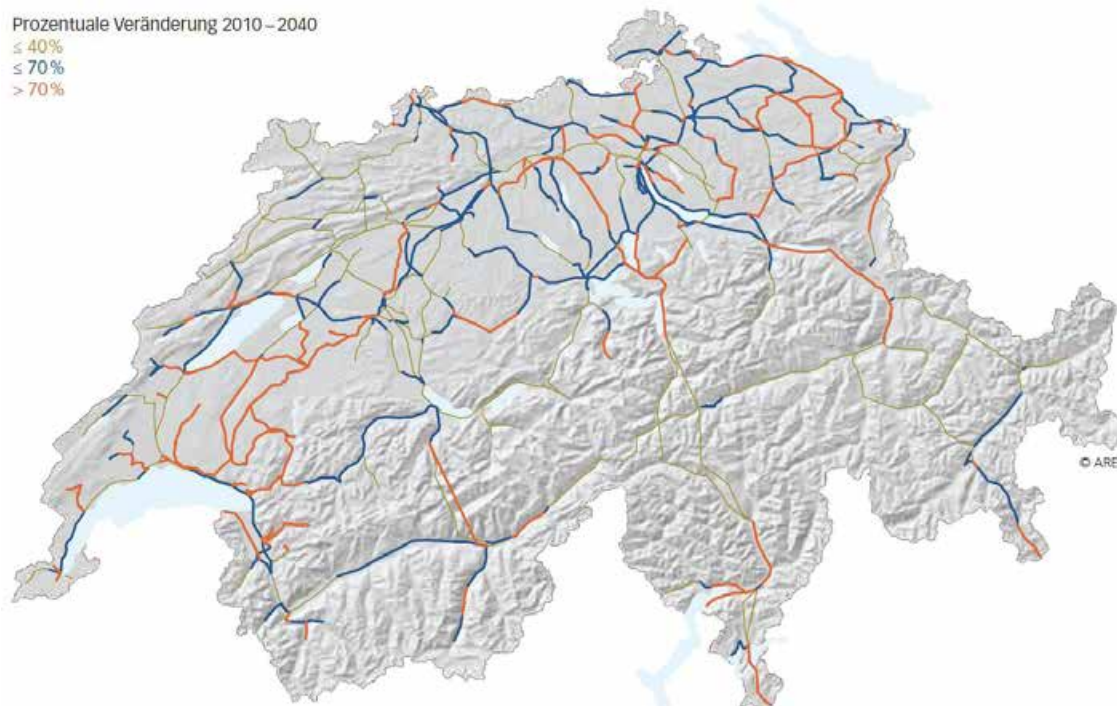 Prozentuale Veränderung 2010–2040
≤ 40%
≤ 70%
> 70%
© ARE